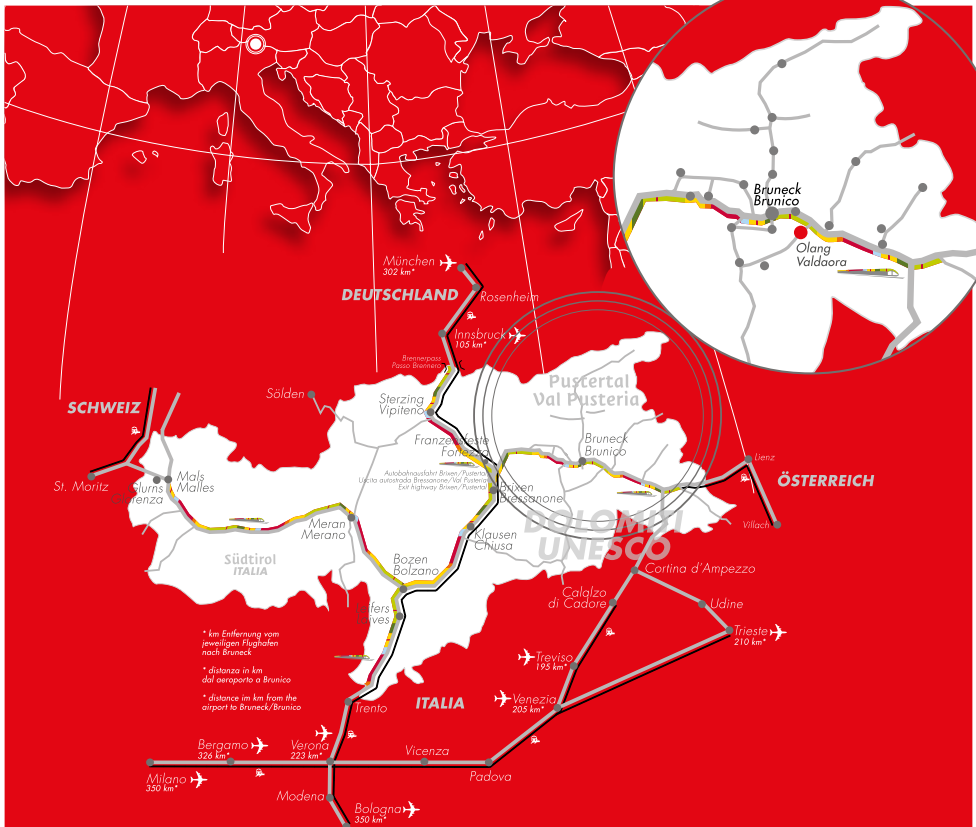 Bruneck
Brunico
Olang
Valdaora
München
302 km*
DEUTSCHLAND
Rosenheim
Innsbruck
105 km*
Brennerpass
Passo Brennero
Pustertal
Val Pusteria
Sölden
Sterzing
Vipiteno
SCHWEIZ
Franzensfeste
Fortezza
Bruneck
Brunico
Lienz
Autobahnausfahrt Brixen/Pustertal
Uscita autostrada Bressanone/Val Pusteria
Exit highway Brixen/Pustertal
ÖSTERREICH
St. Moritz
Mals
Malles
Glurns
Glorenza
Brixen
Bressanone
Villach
Meran
Merano
DOLOMITI
UNESCO
Klausen
Chiusa
Südtirol
ITALIA
Bozen
Bolzano
Cortina d'Ampezzo
Calalzo
di Cadore
Udine
Trieste
210 km*
* km Entfernung vom
jeweiligen Flughafen
nach Bruneck
* distanza in km
dal aeroporto a Brunico
* distance im km from the
airport to Bruneck/Brunico
Treviso
195 km*
Venezia
205 km*
ITALIA
Trento
Bergamo
326 km*
Verona
223 km*
Vicenza
Padova
Milano
350 km*
Modena
Bologna
350 km*